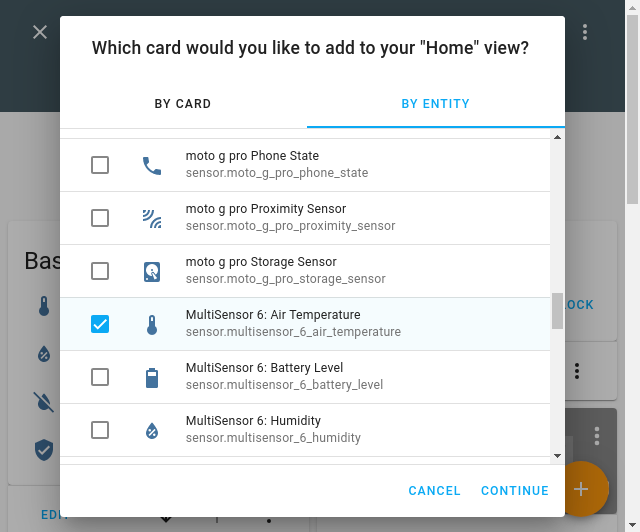 Which card would you like to add to your "Home" view?
BY CARD
BY ENTITY
moto g pro Phone State
sensor.moto_g_pro_phone_state
moto g pro Proximity Sensor
sensor.moto_g_pro_proximity_sensor
moto g pro Storage Sensor
sensor.moto_g_pro_storage_sensor
MultiSensor 6: Air Temperature
sensor.multisensor_6_air_temperature
MultiSensor 6: Battery Level
sensor.multisensor_6_battery_level
MultiSensor 6: Humidity
sensor.multisensor_6_humidity
CANCEL
CONTINUE
Bas
OCK
EDI